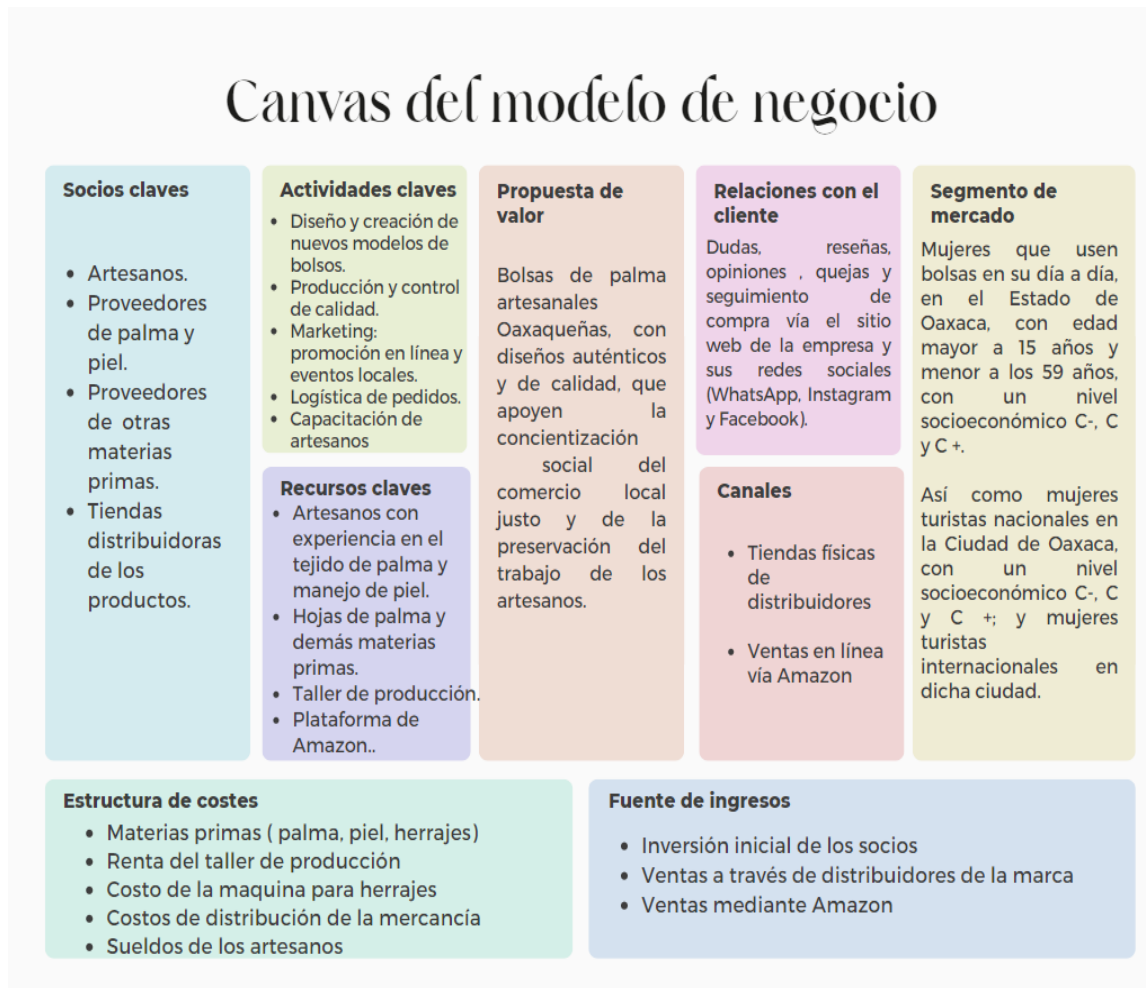 Canvas del modelo de negocio
Socios claves
• Artesanos.
• Proveedores
de palma y
piel.
• Proveedores
de otras
materias
primas.
• Tiendas
distribuidoras
de los
productos.
Actividades claves
• Diseño y creación de
nuevos modelos de
bolsos.
• Producción y control
de calidad.
• Marketing:
promoción en línea y
eventos locales.
• Logística de pedidos.
• Capacitación de
artesanos
Recursos claves
• Artesanos con
experiencia en el
tejido de palma y
manejo de piel.
• Hojas de palma y
demás materias
primas.
• Taller de producción.
• Plataforma de
Amazon..
Propuesta de
valor
Bolsas de palma
artesanales
Oaxaqueñas, con
diseños auténticos
y de calidad, que
apoyen la
concientización
social del
comercio local
justo y de la
preservación del
trabajo de los
artesanos.
Relaciones con el
cliente
Dudas, reseñas,
opiniones , quejas y
seguimiento de
compra vía el sitio
web de la empresa y
sus redes sociales
(WhatsApp, Instagram
y Facebook).
Canales
• Tiendas físicas
de
distribuidores
• Ventas en línea
vía Amazon
Segmento de
mercado
Mujeres que usen
bolsas en su día a día,
en el Estado de
Oaxaca, con edad
mayor a 15 años y
menor a los 59 años,
con un nivel
socioeconómico C-, C
y C +.
Así como mujeres
turistas nacionales en
la Ciudad de Oaxaca,
con un nivel
socioeconómico C-, C
y C +; y mujeres
turistas
internacionales en
dicha ciudad.
Estructura de costes
• Materias primas ( palma, piel, herrajes)
• Renta del taller de producción
• Costo de la maquina para herrajes
• Costos de distribución de la mercancía
• Sueldos de los artesanos
Fuente de ingresos
• Inversión inicial de los socios
• Ventas a través de distribuidores de la marca
• Ventas mediante Amazon